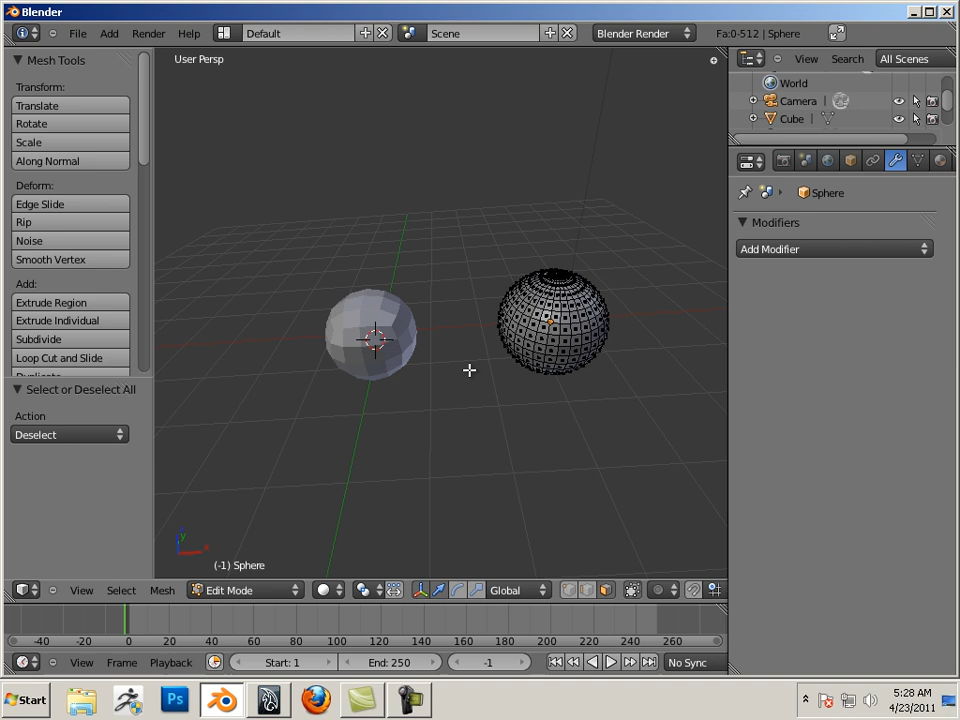 Blender
File Add Render Help Default Scene Blender Render Fa:0-512 | Sphere
Mesh Tools
Transform:
Translate
Rotate
Scale
Along Normal
Deform:
Edge Slide
Rip
Noise
Smooth Vertex
Add:
Extrude Region
Extrude Individual
Subdivide
Loop Cut and Slide
Select or Deselect All
Action
Deselect
User Persp
y
x
(-1) Sphere
View Search All Scenes
World
Camera
Cube
Sphere
Modifiers
Add Modifier
View Select Mesh Edit Mode Global
-40 -20 0 20 40 60 80 100 120 140 160 180 200 220 240 260
View Frame Playback Start: 1 End: 250 -1 No Sync
Start Ps 5:28 AM
4/23/2011